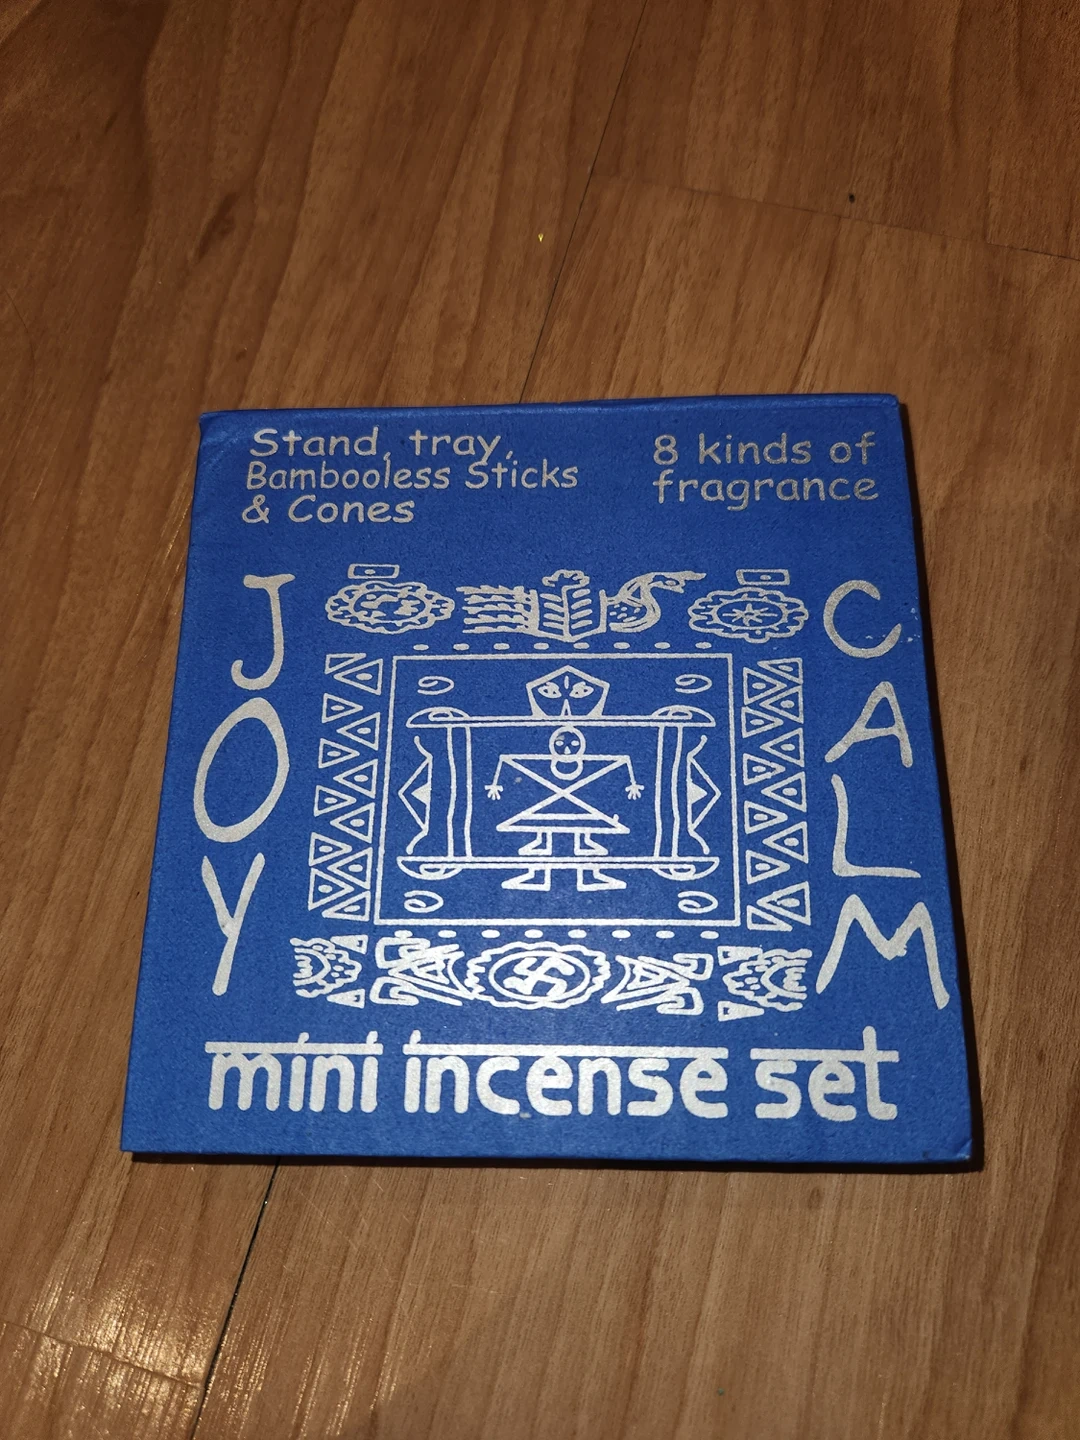 Stand, tray,
Bambooless Sticks
& Cones
8 kinds of
fragrance
JOY
CALM
mini incense set